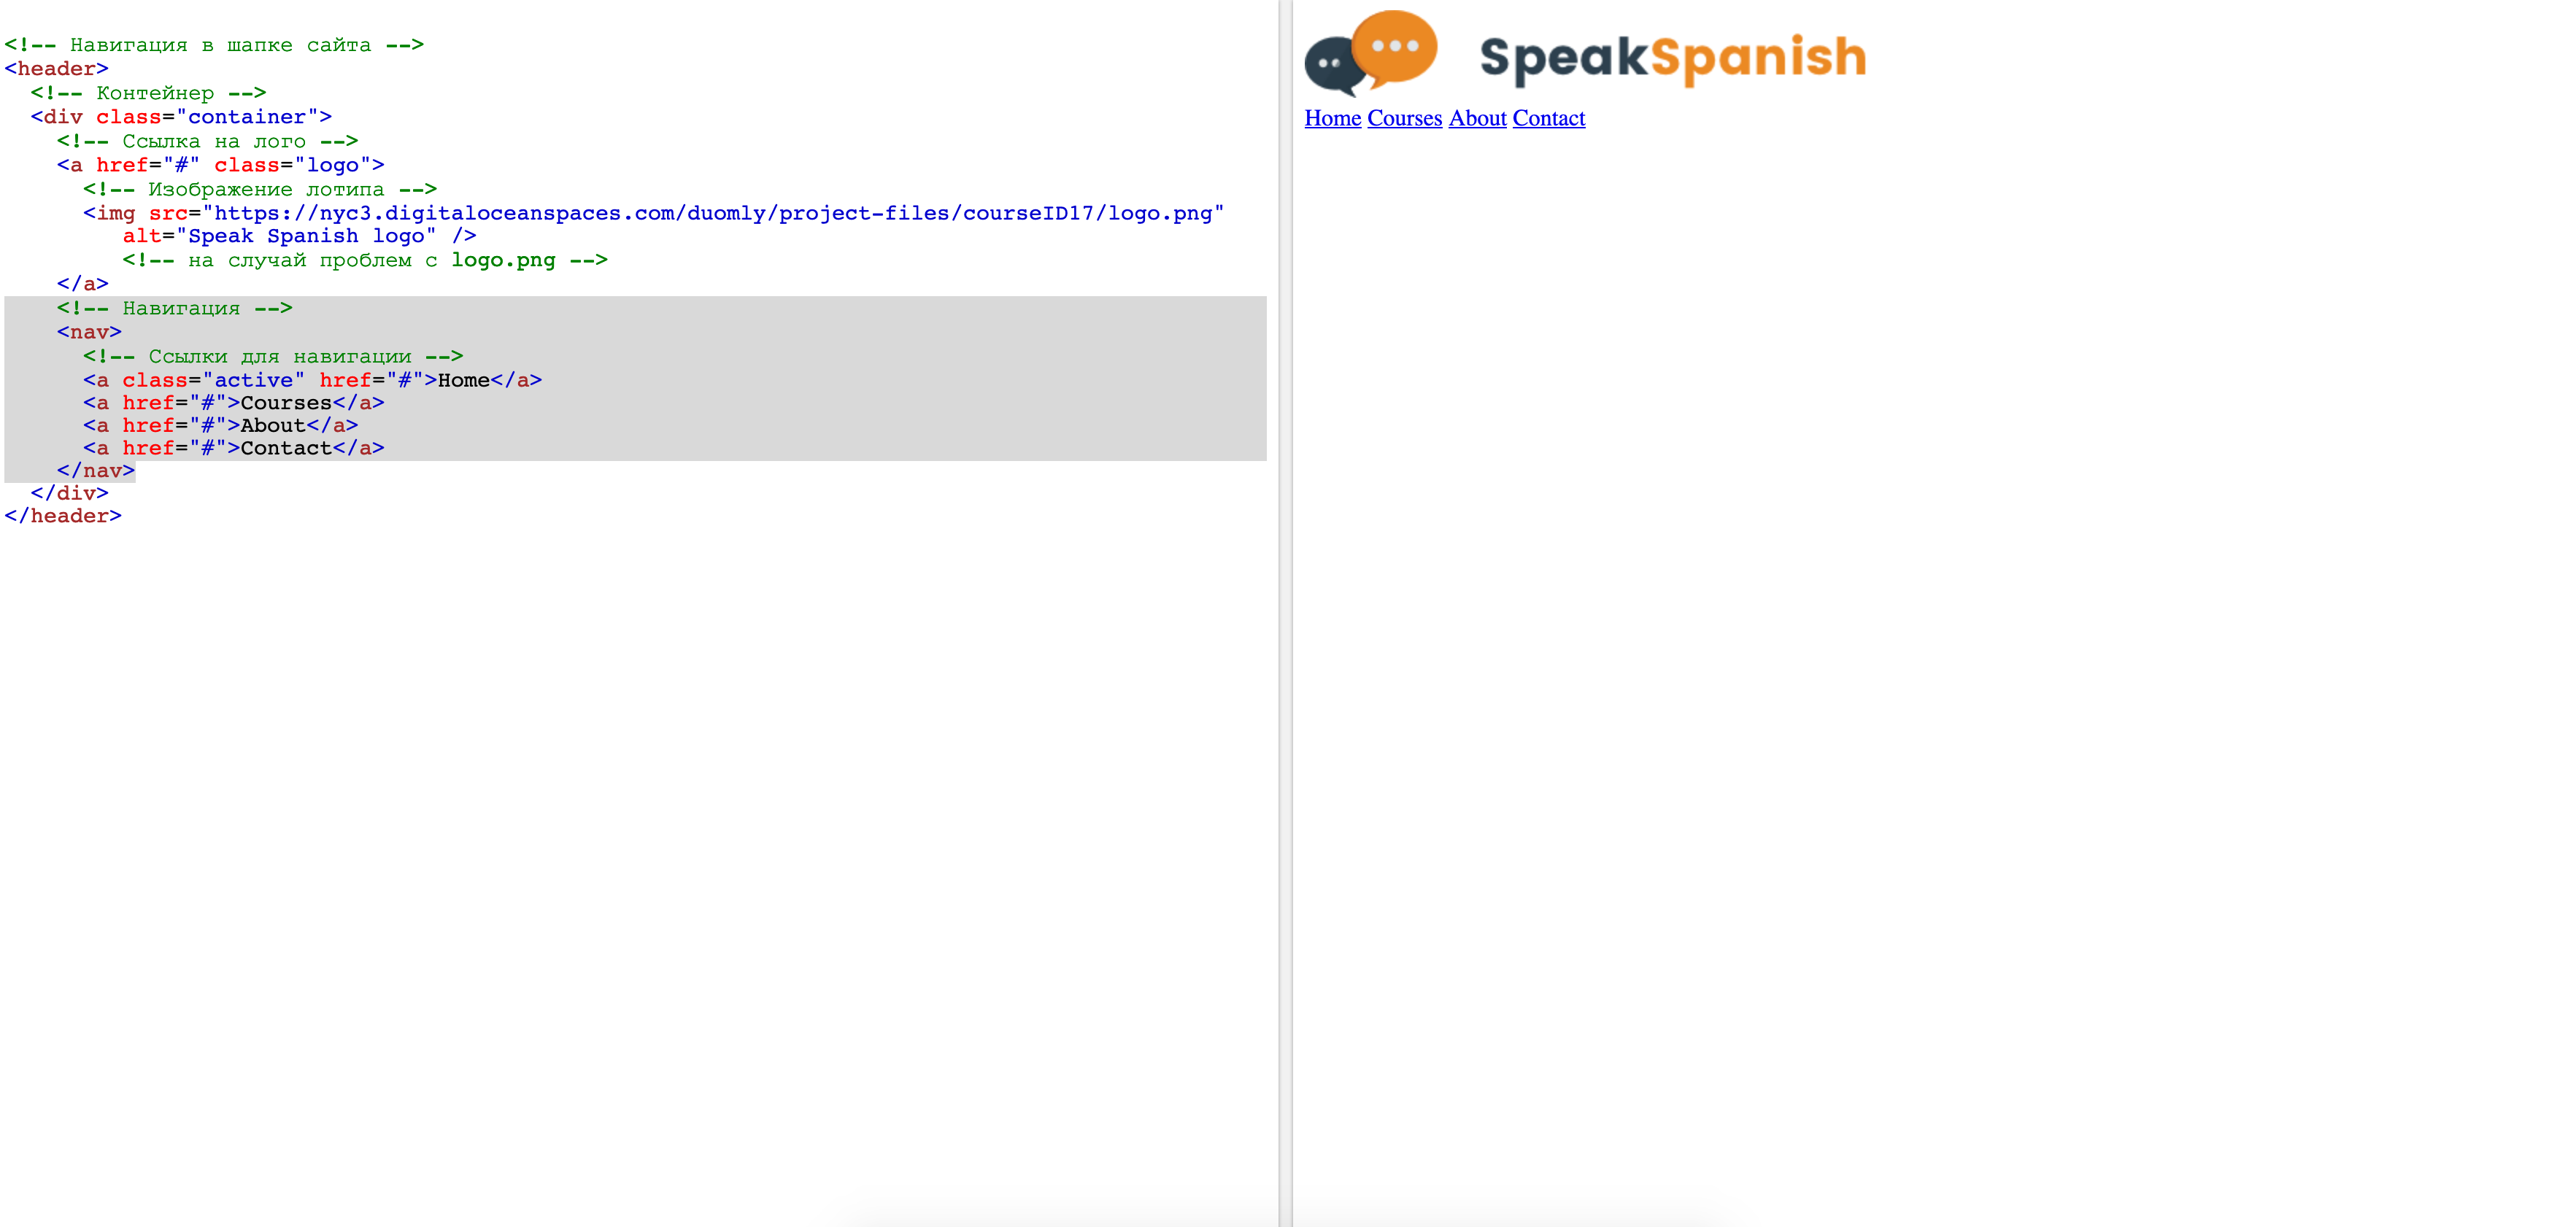 <!-- Навигация в шапке сайта -->
<header>
  <!-- Контейнер -->
  <div class="container">
    <!-- Ссылка на лого -->
    <a href="#" class="logo">
      <!-- Изображение лотипа -->
      <img src="https://nyc3.digitaloceanspaces.com/duomly/project-files/courseID17/logo.png"
         alt="Speak Spanish logo" />
         <!-- на случай проблем с logo.png -->
    </a>
    <!-- Навигация -->
    <nav>
      <!-- Ссылки для навигации -->
      <a class="active" href="#">Home</a>
      <a href="#">Courses</a>
      <a href="#">About</a>
      <a href="#">Contact</a>
    </nav>
  </div>
</header>
SpeakSpanish
Home Courses About Contact